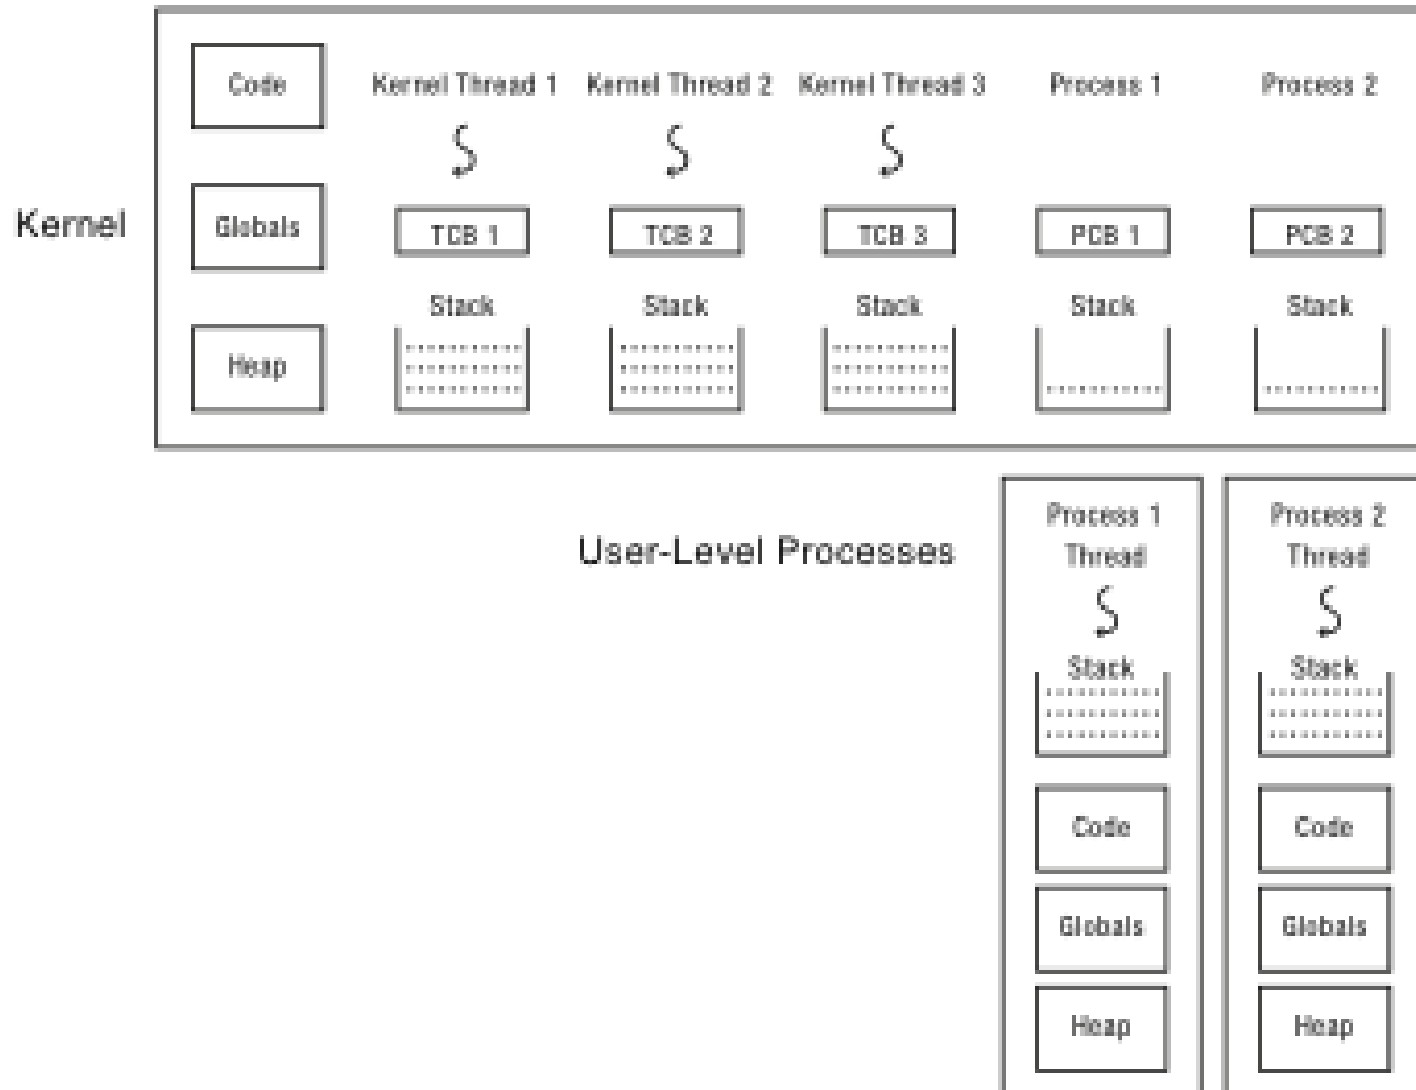 Code Kernel Thread 1 Kernel Thread 2 Kernel Thread 3 Process 1 Process 2
Kernel Globals TCB 1 TCB 2 TCB 3 PCB 1 PCB 2
Stack Stack Stack Stack Stack
Heap
User-Level Processes
Process 1 Process 2
Thread Thread
Stack Stack
Code Code
Globals Globals
Heap Heap